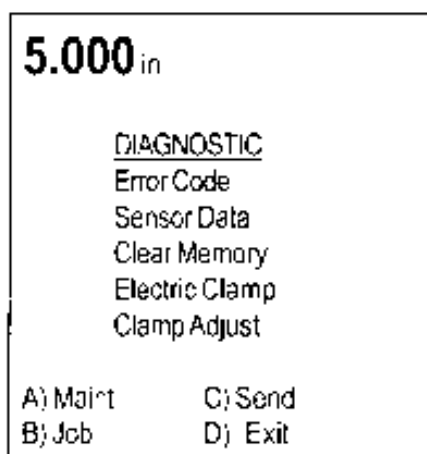 5.000 in
DIAGNOSTIC
Error Code
Sensor Data
Clear Memory
Electric Clamp
Clamp Adjust
A) Maint C) Send
B) Job D) Exit